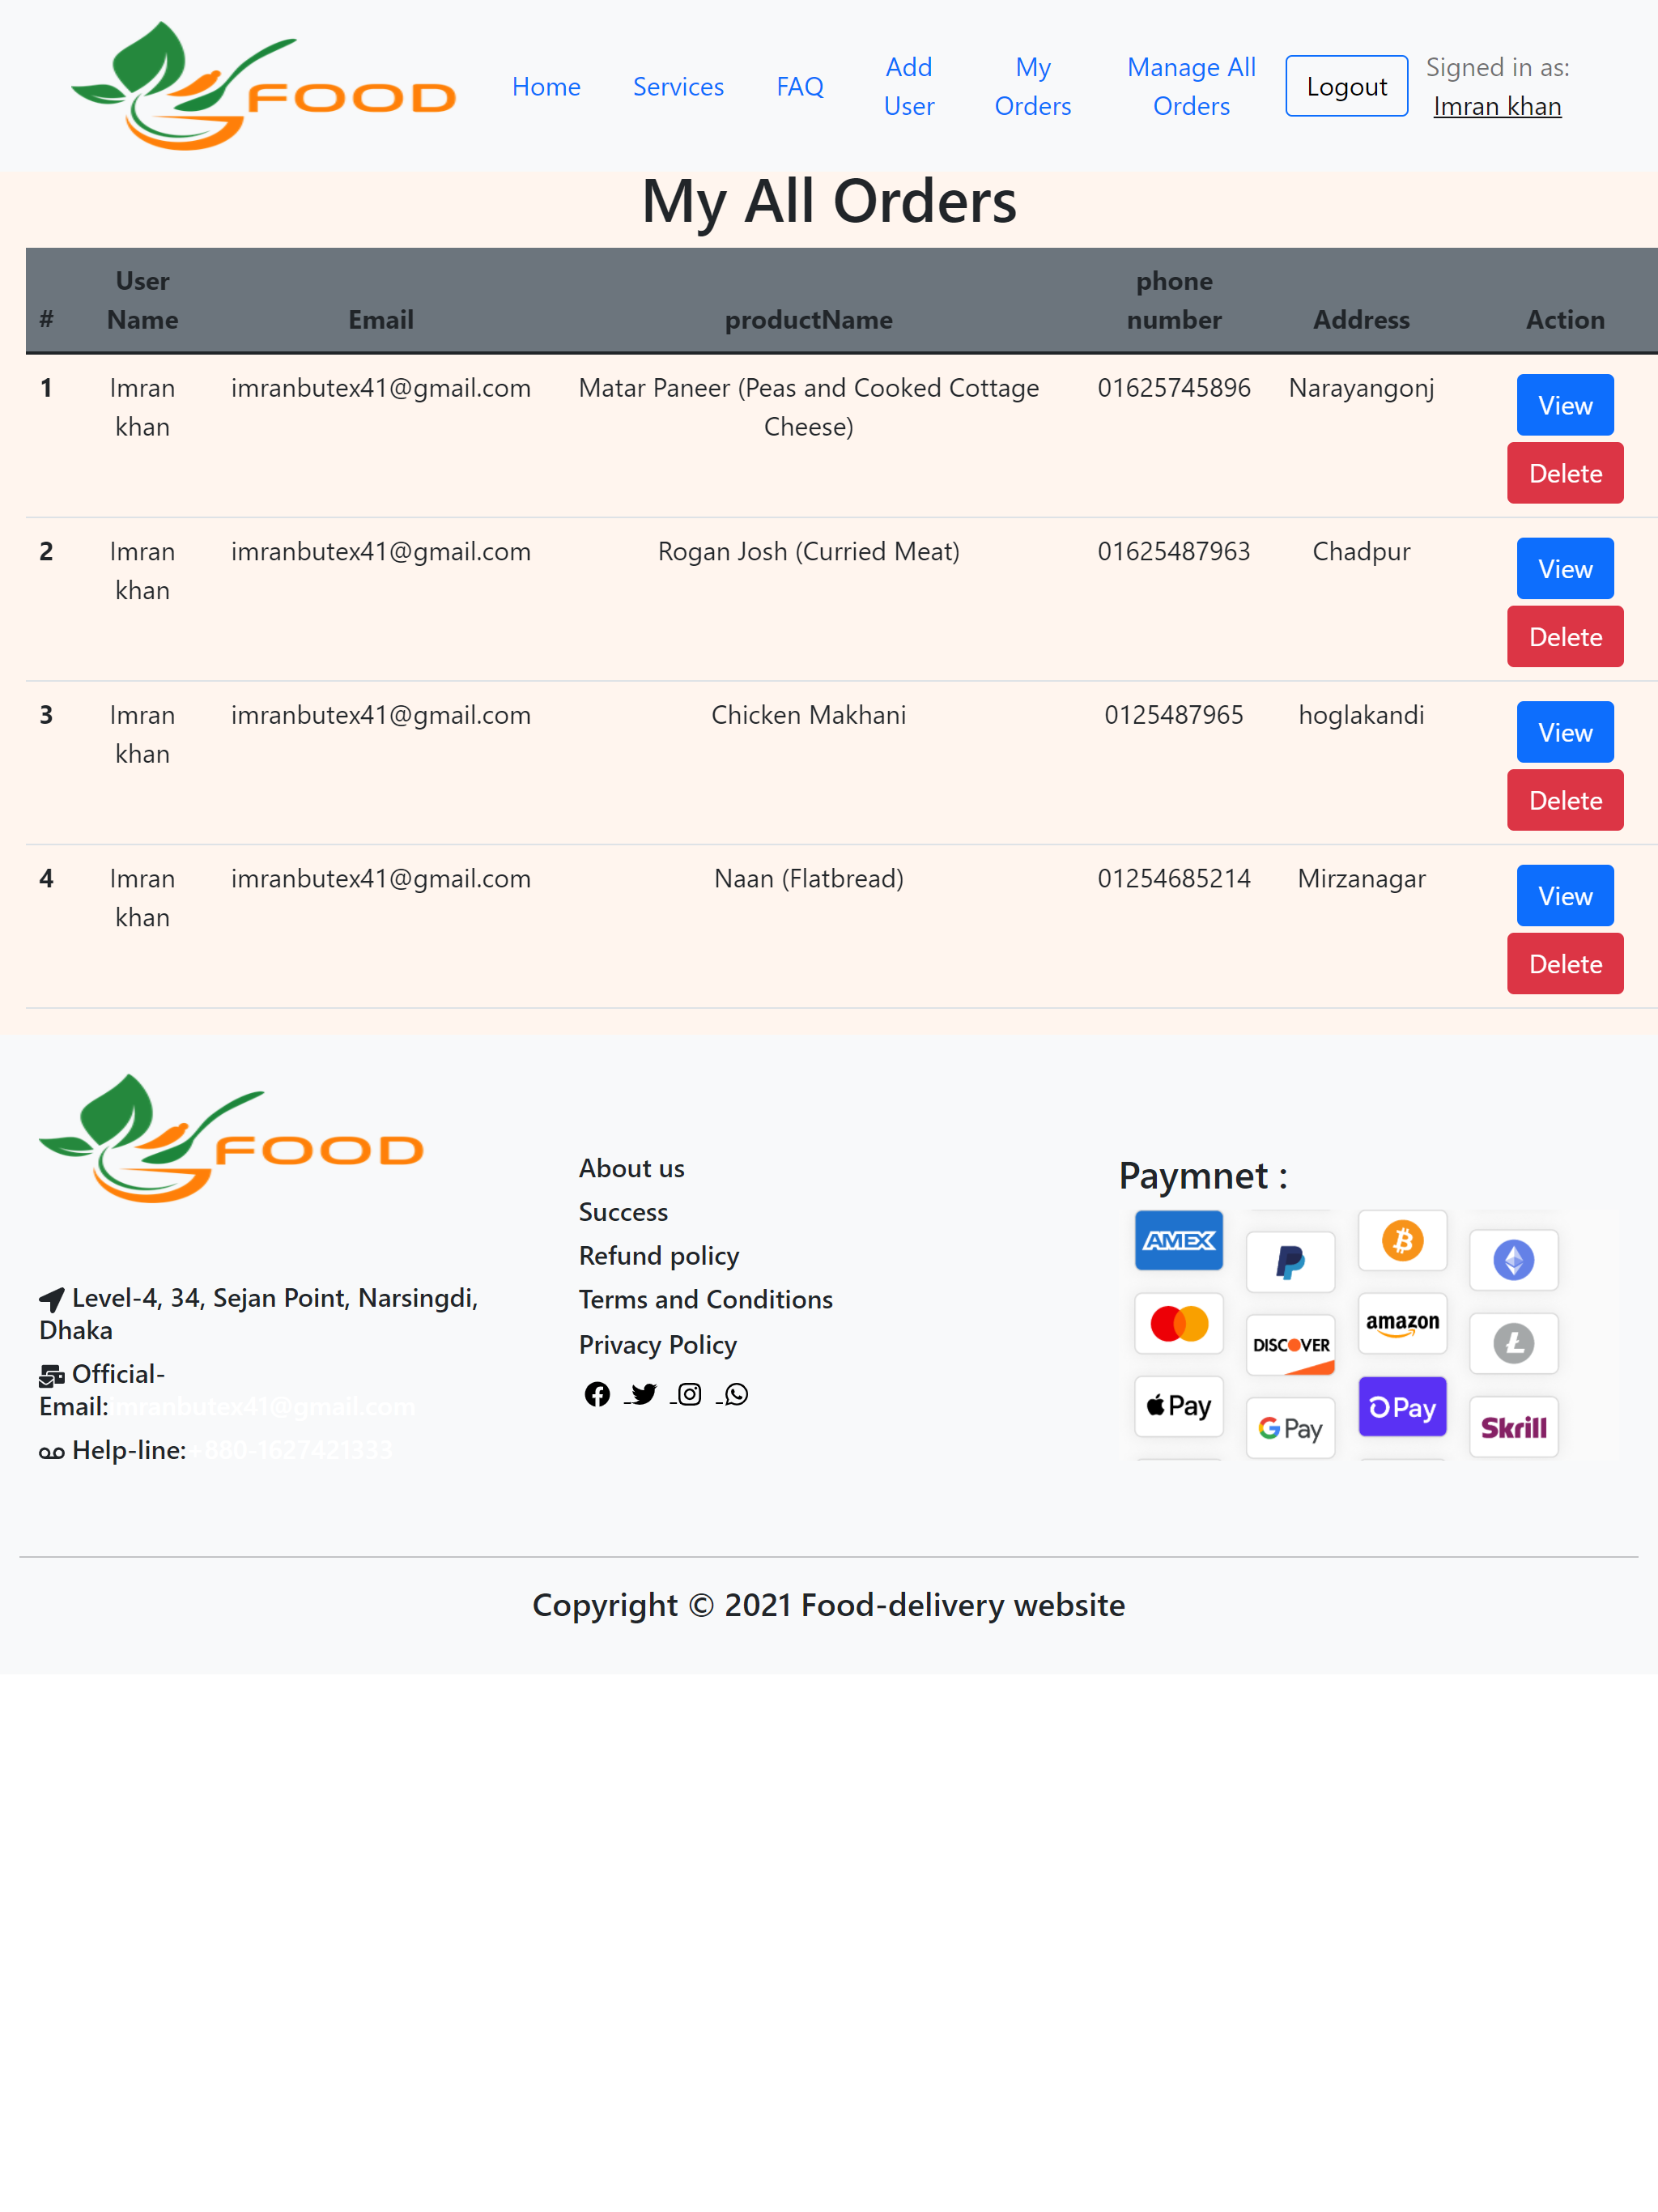 FOOD
Home Services FAQ Add User My Orders Manage All Orders Logout Signed in as: Imran khan
My All Orders
# User Name Email productName phone number Address Action
1 Imran khan imranbutex41@gmail.com Matar Paneer (Peas and Cooked Cottage Cheese) 01625745896 Narayangonj View
Delete
2 Imran khan imranbutex41@gmail.com Rogan Josh (Curried Meat) 01625487963 Chadpur View
Delete
3 Imran khan imranbutex41@gmail.com Chicken Makhani 0125487965 hoglakandi View
Delete
4 Imran khan imranbutex41@gmail.com Naan (Flatbread) 01254685214 Mirzanagar View
Delete
FOOD
Level-4, 34, Sejan Point, Narsingdi,
Dhaka
Official-
Email:imranbutex41@gmail.com
Help-line:+880-1627421333
About us
Success
Refund policy
Terms and Conditions
Privacy Policy
Paymnet :
AMEX
amazon
DISCOVER
Pay
Pay
G Pay
Skrill
Copyright © 2021 Food-delivery website